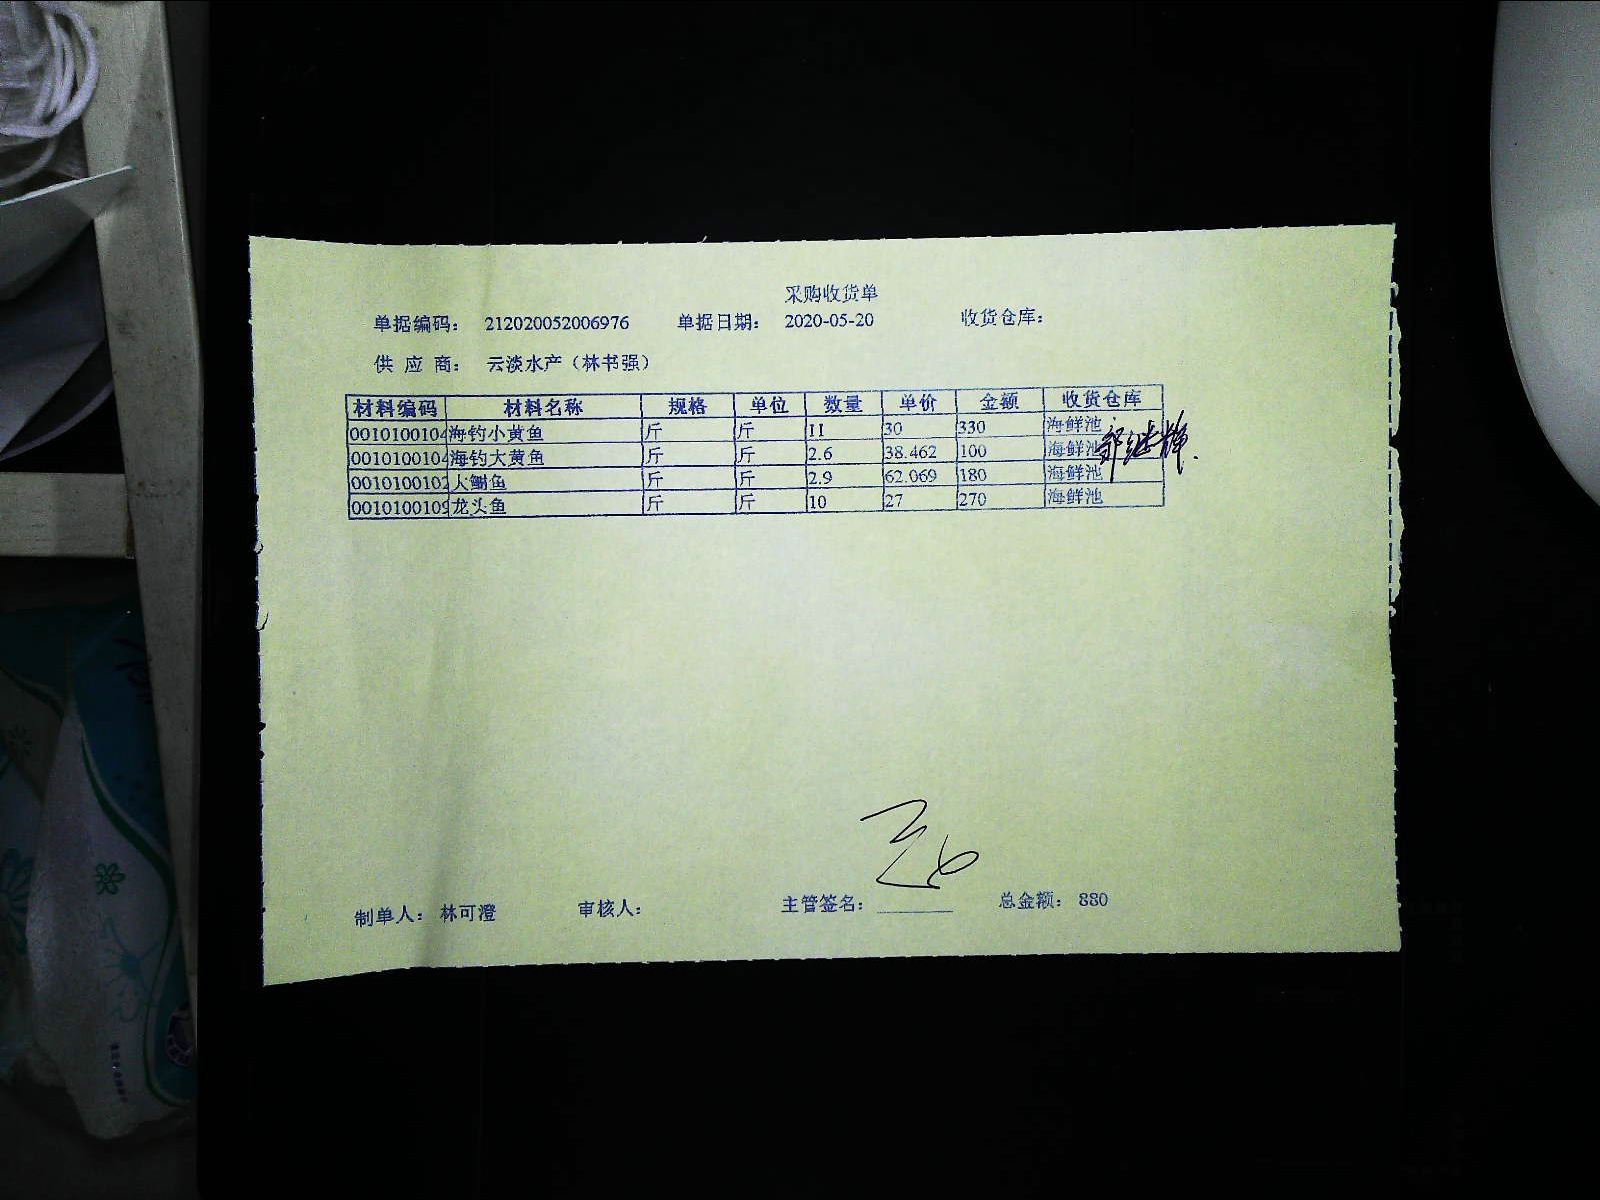 采购收货单
单据编码： 212020052006976 单据日期： 2020-05-20 收货仓库：
供 应 商： 云淡水产（林书强）
材料编码 材料名称 规格 单位 数量 单价 金额 收货仓库
0010100104 海钓小黄鱼 斤 斤 11 30 330 海鲜池
0010100104 海钓大黄鱼 斤 斤 2.6 38.462 100 海鲜池
0010100102 大鲥鱼 斤 斤 2.9 62.069 180 海鲜池
0010100109 龙头鱼 斤 斤 10 27 270 海鲜池
制单人： 林可澄 审核人： 主管签名： 总金额： 880